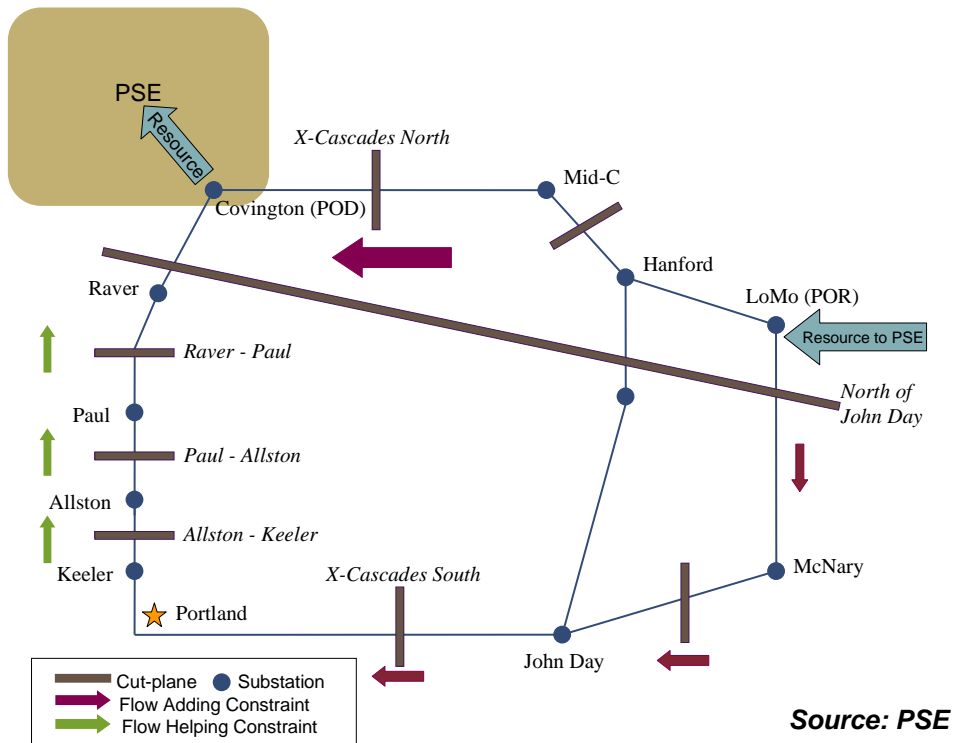 PSE
Resource
X-Cascades North
Mid-C
Covington (POD)
Hanford
Raver
LoMo (POR)
Resource to PSE
Raver - Paul
North of
John Day
Paul
Paul - Allston
Allston
Allston - Keeler
Keeler
X-Cascades South
McNary
Portland
John Day
Cut-plane
Substation
Flow Adding Constraint
Flow Helping Constraint
Source: PSE